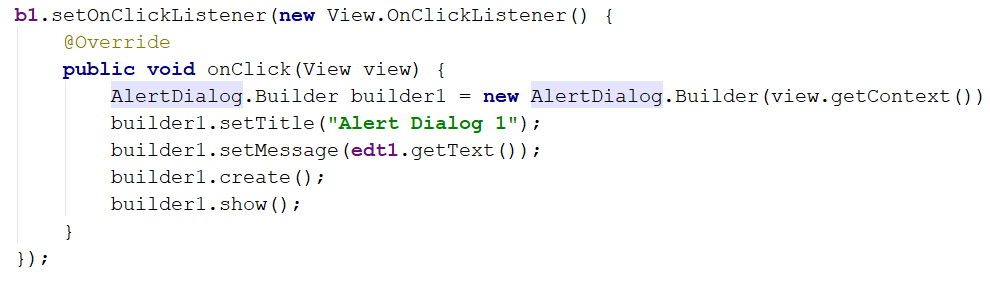 b1.setOnClickListener(new View.OnClickListener() {
    @Override
    public void onClick(View view) {
        AlertDialog.Builder builder1 = new AlertDialog.Builder(view.getContext())
        builder1.setTitle("Alert Dialog 1");
        builder1.setMessage(edt1.getText());
        builder1.create();
        builder1.show();
    }
});